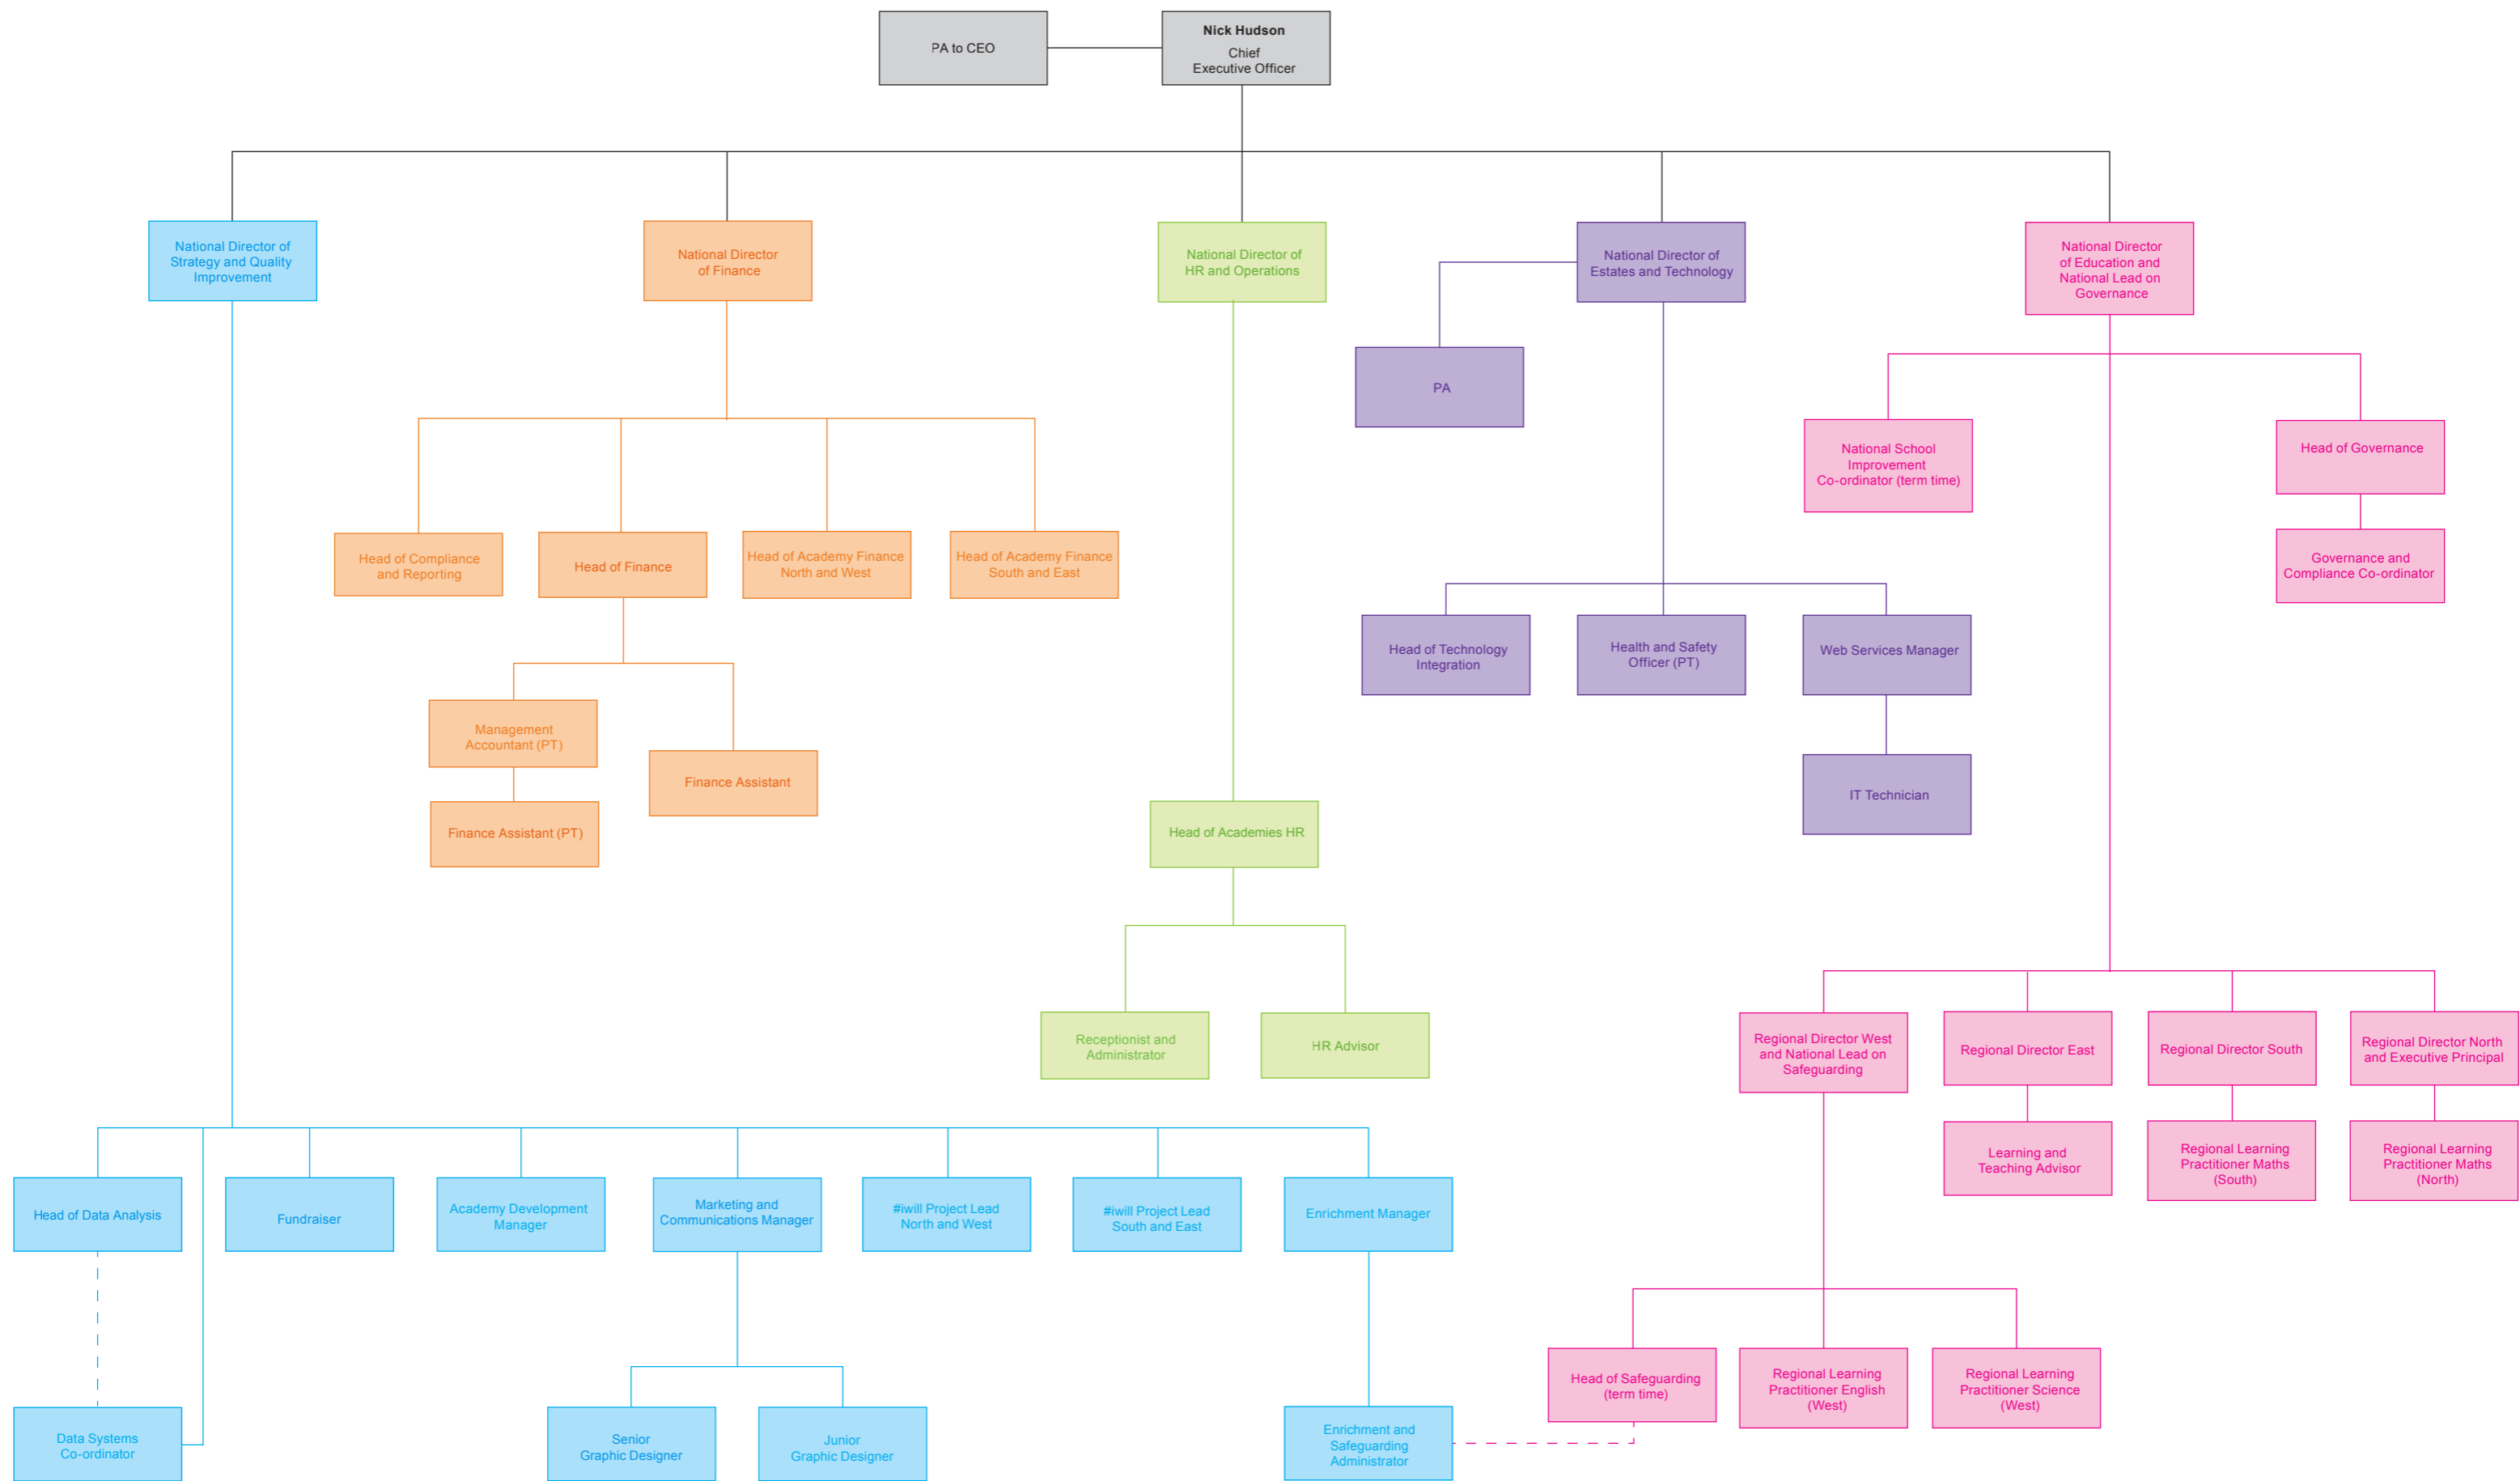 PA to CEO
Nick Hudson
Chief
Executive Officer
National Director of
Strategy and Quality
Improvement
National Director
of Finance
National Director of
HR and Operations
National Director of
Estates and Technology
National Director
of Education and
National Lead on
Governance
PA
National School
Improvement
Co-ordinator (term time)
Head of Governance
Head of Compliance
and Reporting
Head of Finance
Head of Academy Finance
North and West
Head of Academy Finance
South and East
Governance and
Compliance Co-ordinator
Head of Technology
Integration
Health and Safety
Officer (PT)
Web Services Manager
Management
Accountant (PT)
Finance Assistant
Finance Assistant (PT)
IT Technician
Head of Academies HR
Receptionist and
Administrator
HR Advisor
Regional Director West
and National Lead on
Safeguarding
Regional Director East
Regional Director South
Regional Director North
and Executive Principal
Learning and
Teaching Advisor
Regional Learning
Practitioner Maths
(South)
Regional Learning
Practitioner Maths
(North)
Head of Data Analysis
Fundraiser
Academy Development
Manager
Marketing and
Communications Manager
#iwill Project Lead
North and West
#iwill Project Lead
South and East
Enrichment Manager
Head of Safeguarding
(term time)
Regional Learning
Practitioner English
(West)
Regional Learning
Practitioner Science
(West)
Data Systems
Co-ordinator
Senior
Graphic Designer
Junior
Graphic Designer
Enrichment and
Safeguarding
Administrator